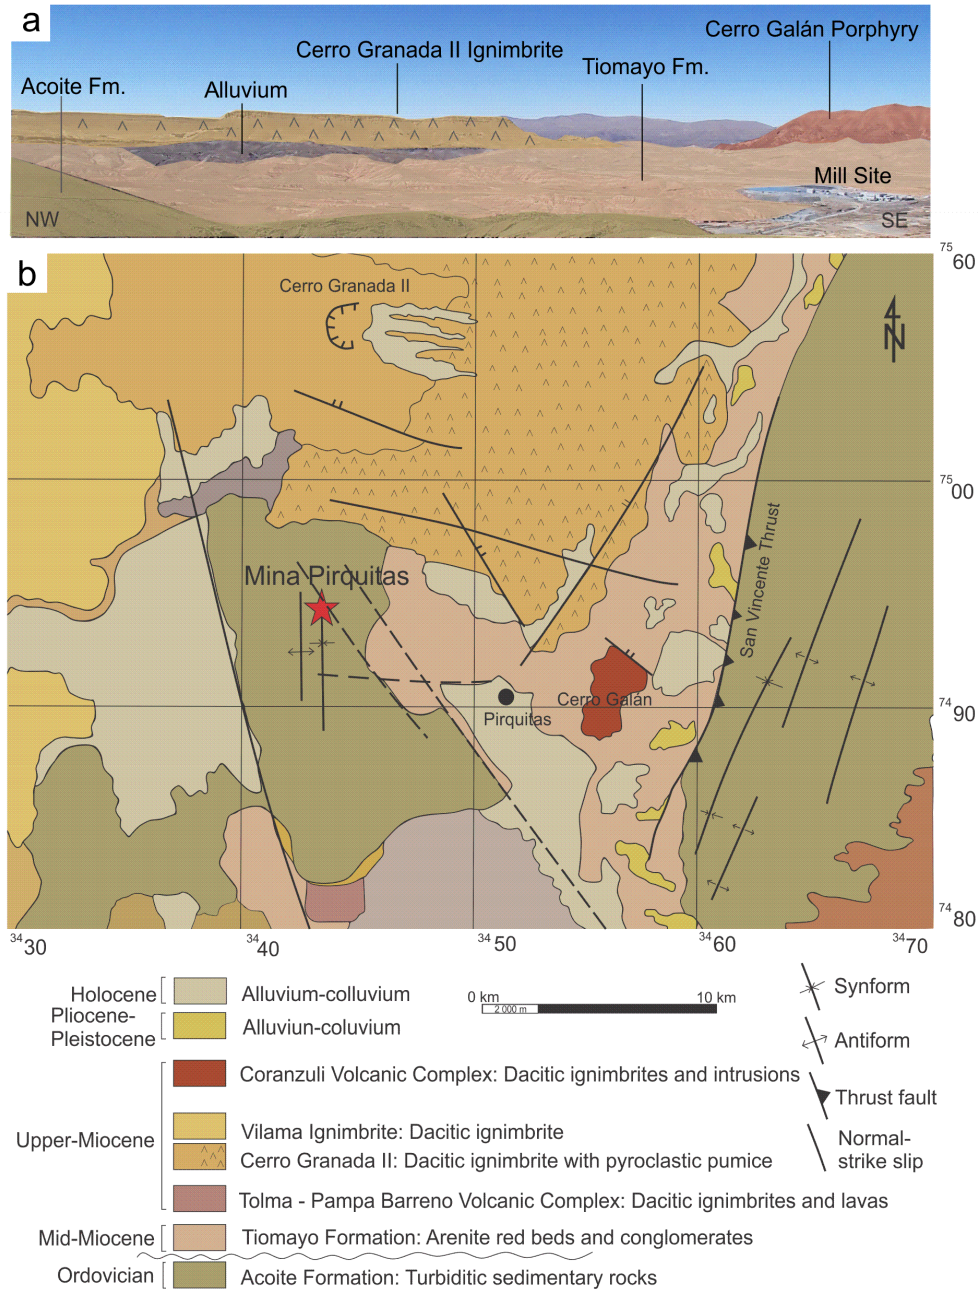 a
Cerro Galán Porphyry
Cerro Granada II Ignimbrite
Tiomayo Fm.
Acoite Fm.
Alluvium
Mill Site
NW
SE
b
75 60
Cerro Granada II
N
75 00
San Vincente Thrust
Mina Pirquitas
Cerro Galán
Pirquitas
74 90
74 80
34 30
34 40
34 50
34 60
34 70
Holocene
Alluvium-colluvium
0 km
10 km
2 000 m
Synform
Pliocene-
Pleistocene
Alluviun-coluvium
Antiform
Coranzuli Volcanic Complex: Dacitic ignimbrites and intrusions
Thrust fault
Upper-Miocene
Vilama Ignimbrite: Dacitic ignimbrite
Normal-
strike slip
Cerro Granada II: Dacitic ignimbrite with pyroclastic pumice
Tolma - Pampa Barreno Volcanic Complex: Dacitic ignimbrites and lavas
Mid-Miocene
Tiomayo Formation: Arenite red beds and conglomerates
Ordovician
Acoite Formation: Turbiditic sedimentary rocks